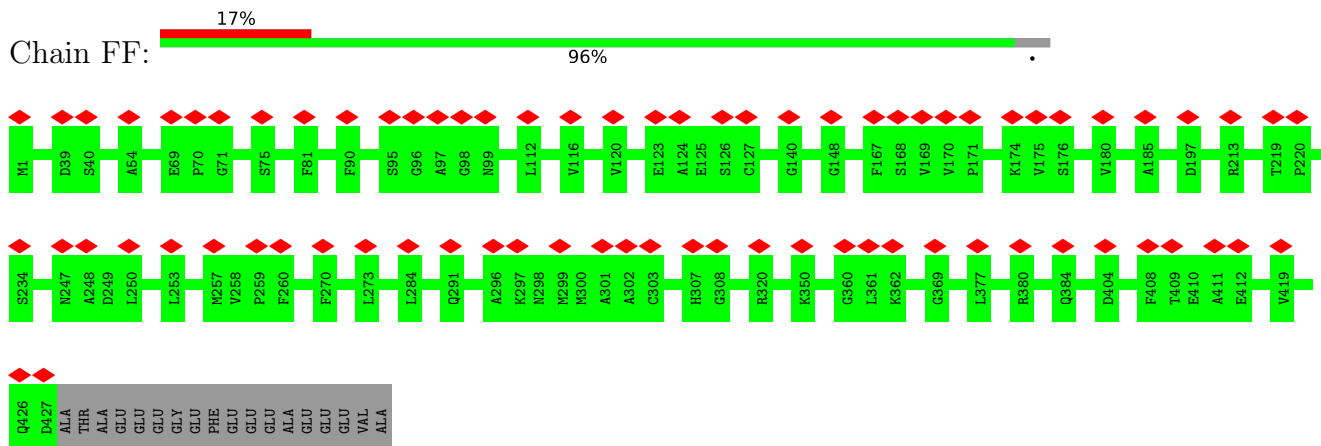 17%
Chain FF:
96%
.
M1 D39 S40 A54 E69 P70 G71 S75 F81 F90 S95 G96 A97 G98 N99 L112 V116 V120 E123 A124 E125 S126 C127 G140 G148 F167 S168 V169 V170 P171 K174 V175 S176 V180 A185 D197 R213 T219 P220
S234 N247 A248 D249 L250 L253 M257 V258 P259 F260 F270 L273 L284 Q291 A296 K297 N298 M299 M300 A301 A302 C303 H307 G308 R320 K350 G360 L361 K362 G369 L377 R380 Q384 D404 F408 T409 E410 A411 E412 V419
Q426 D427 ALA THR ALA GLU GLU GLU GLY GLU PHE GLU GLU GLU ALA GLU GLU GLU VAL ALA